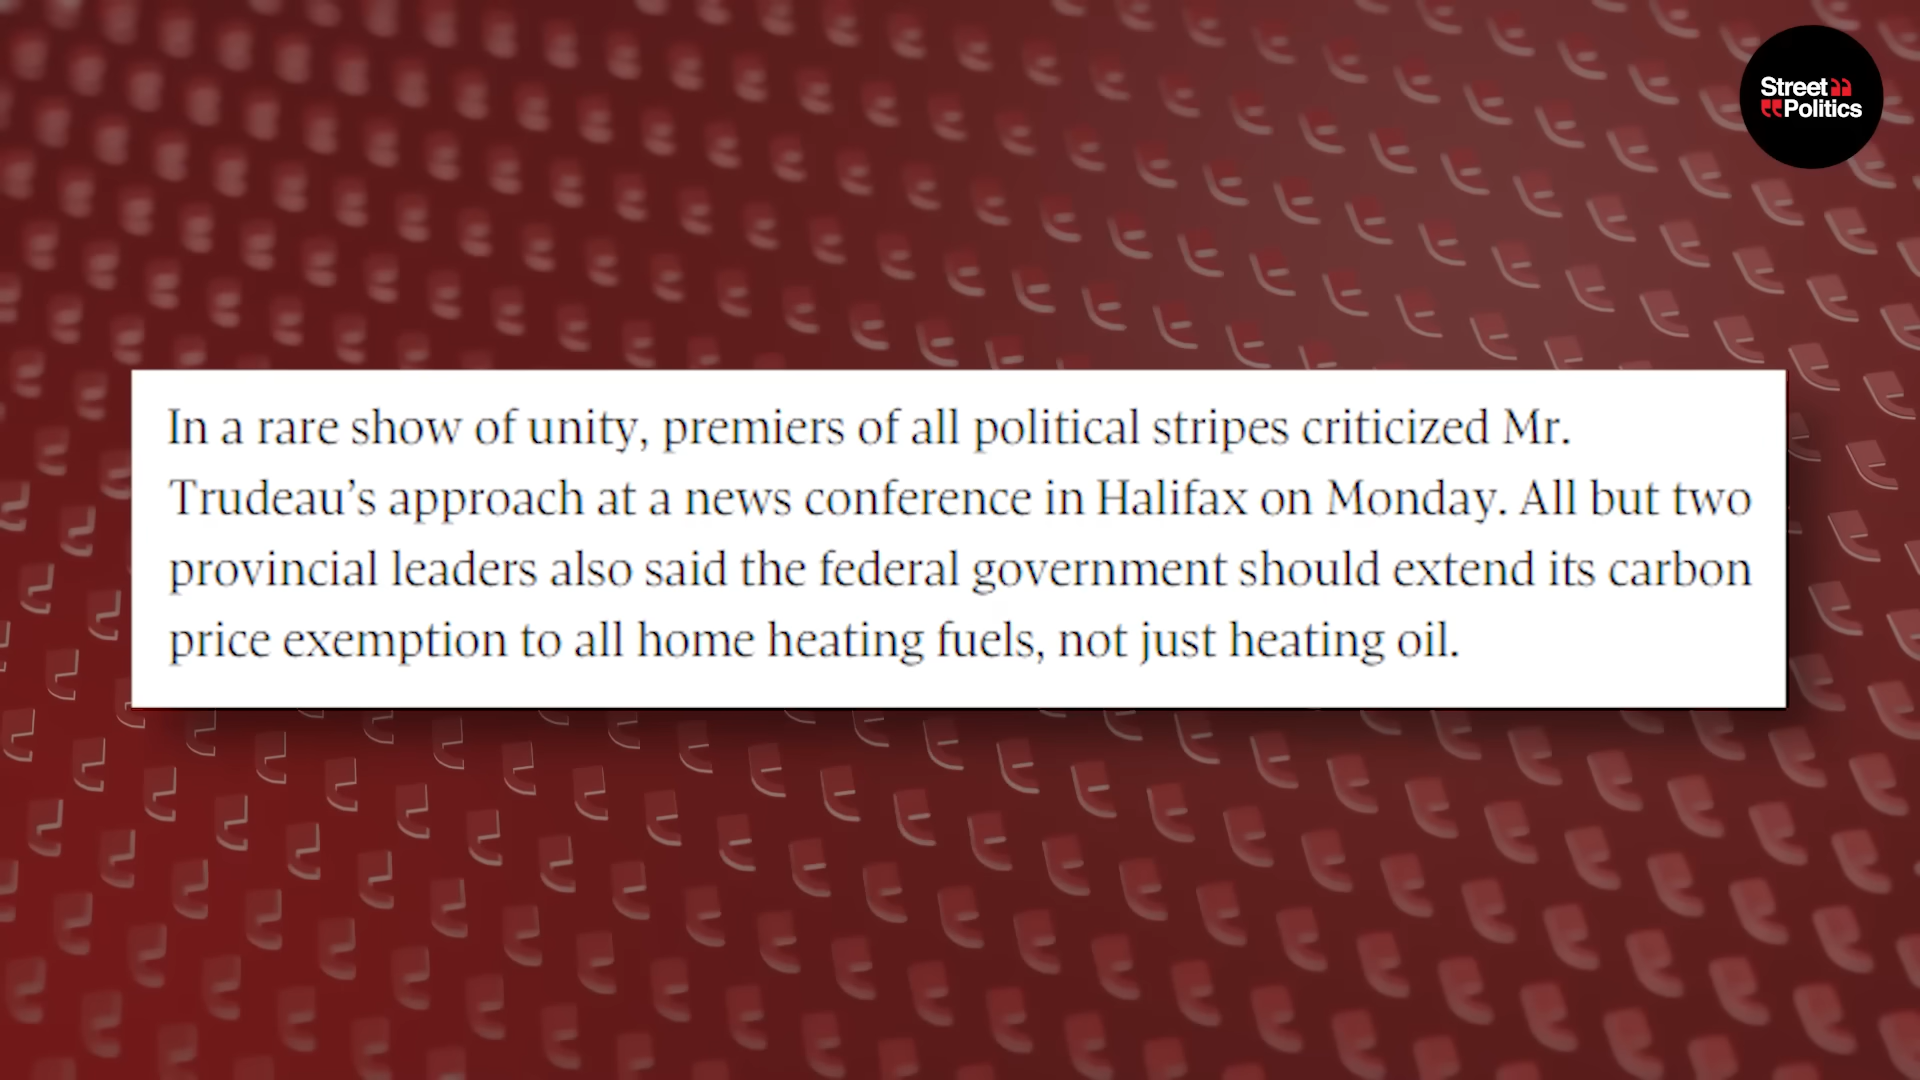 Street
Politics
In a rare show of unity, premiers of all political stripes criticized Mr.
Trudeau’s approach at a news conference in Halifax on Monday. All but two
provincial leaders also said the federal government should extend its carbon
price exemption to all home heating fuels, not just heating oil.